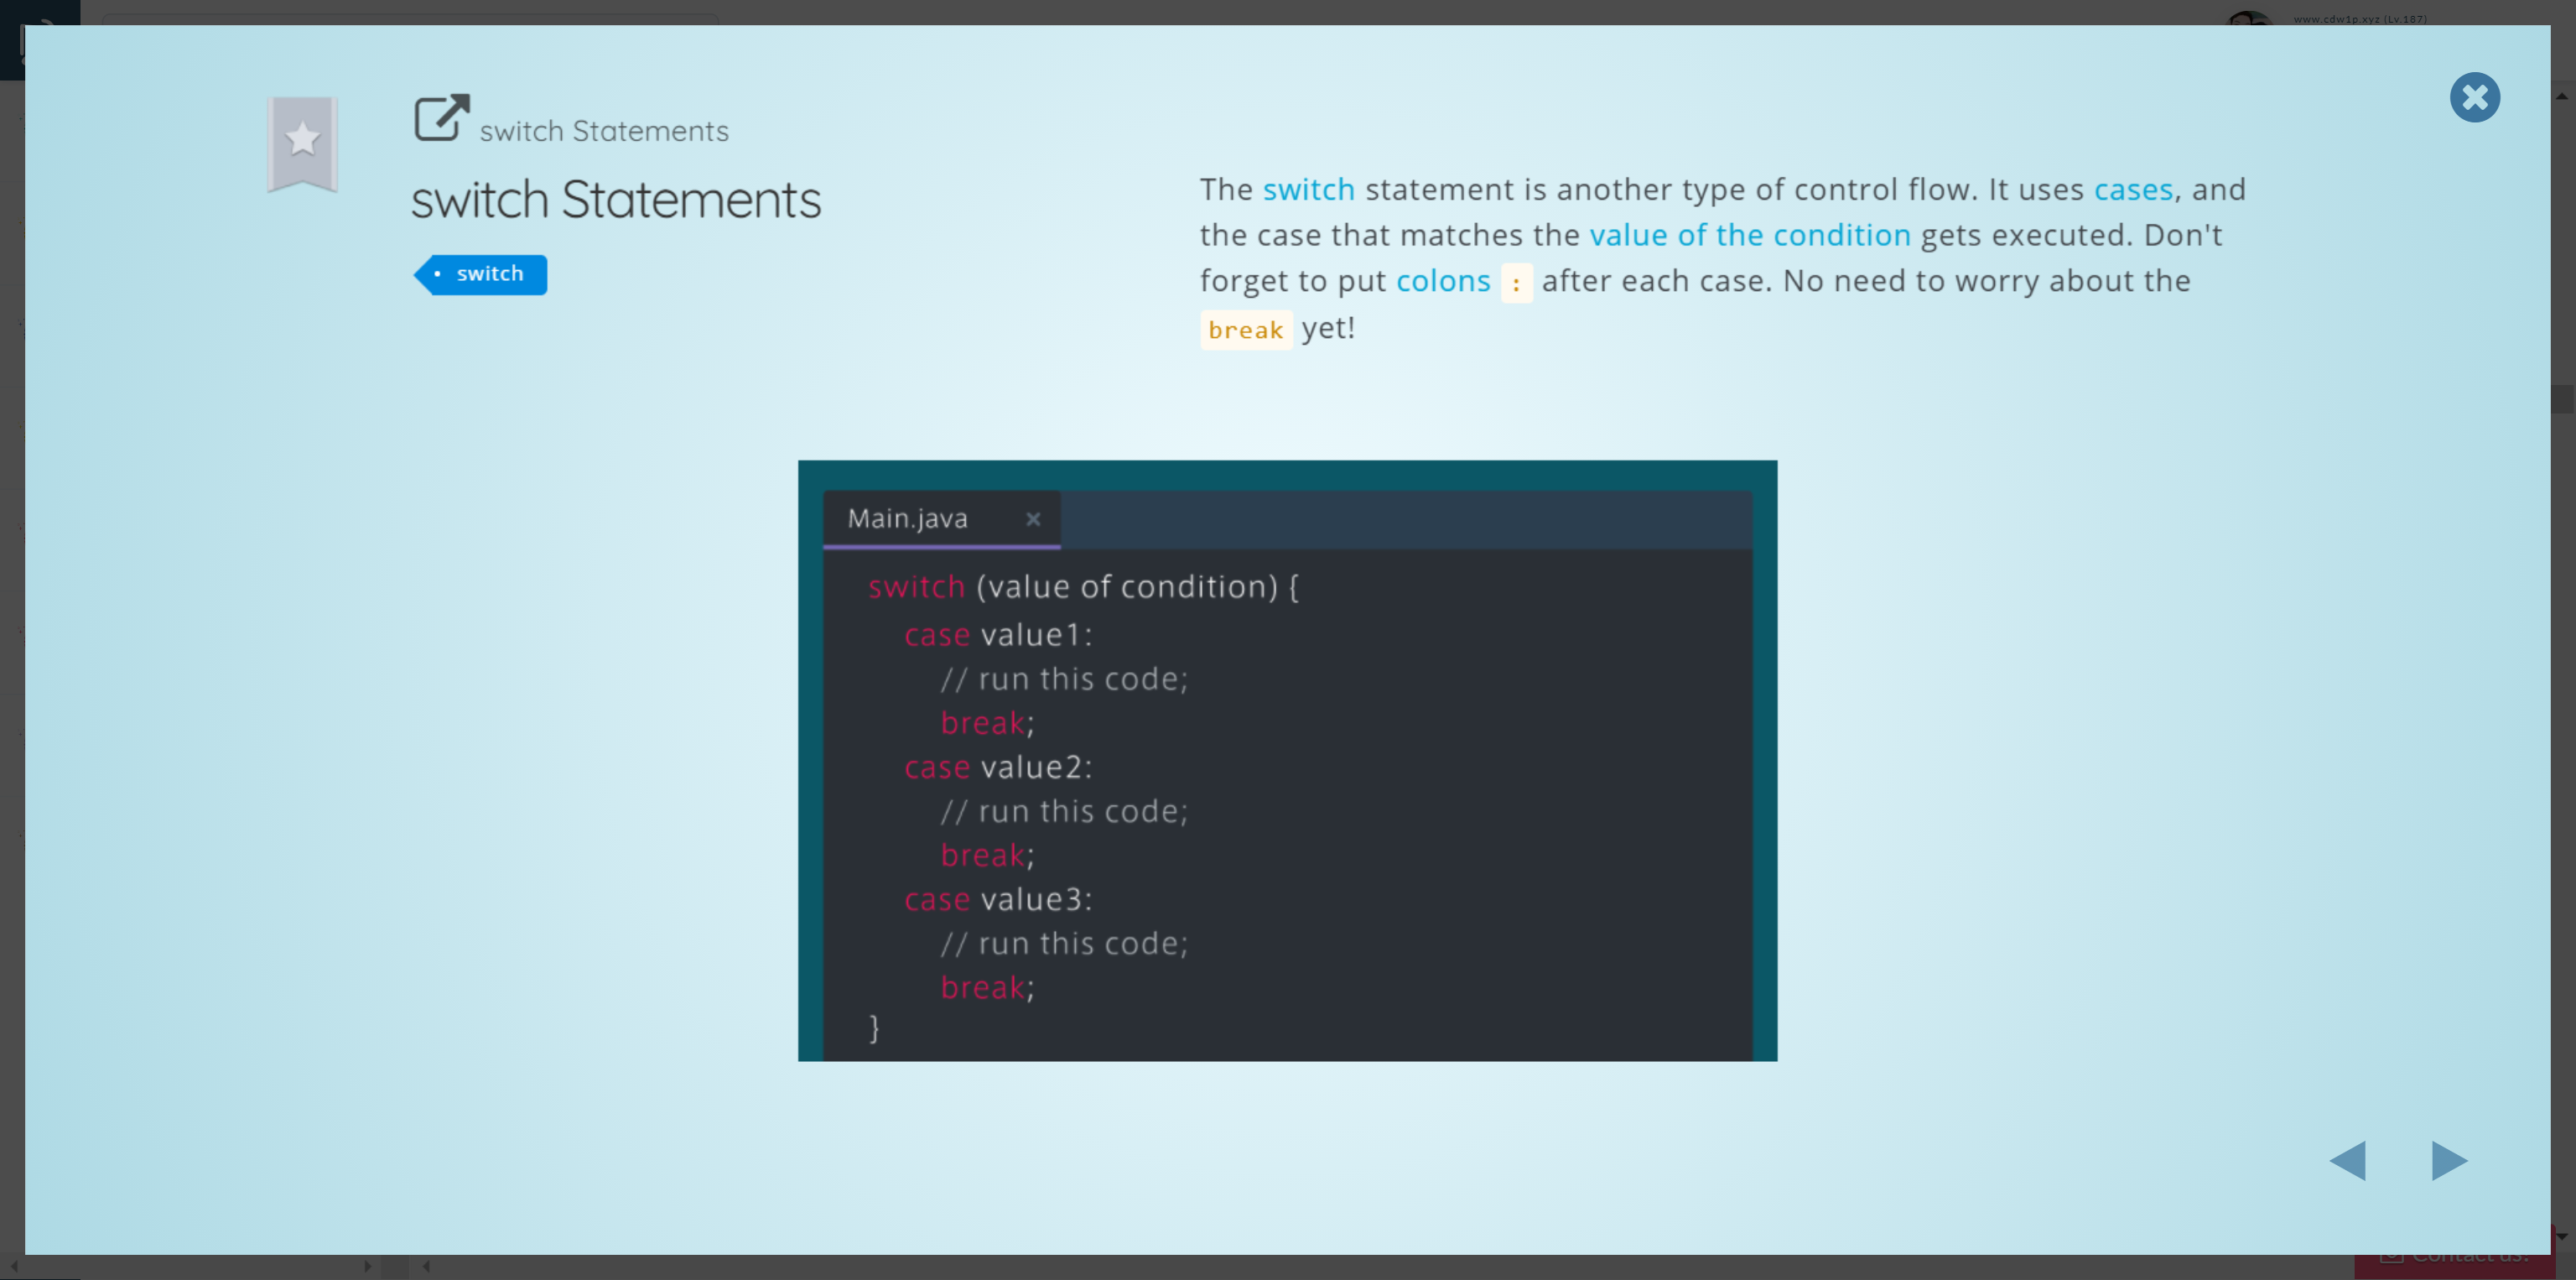 www.cdw1p.xyz (Lv.187)
switch Statements
switch Statements
• switch
The switch statement is another type of control flow. It uses cases, and
the case that matches the value of the condition gets executed. Don't
forget to put colons : after each case. No need to worry about the
break yet!
Main.java
switch (value of condition) {
case value1:
// run this code;
break;
case value2:
// run this code;
break;
case value3:
// run this code;
break;
}
Contact us!